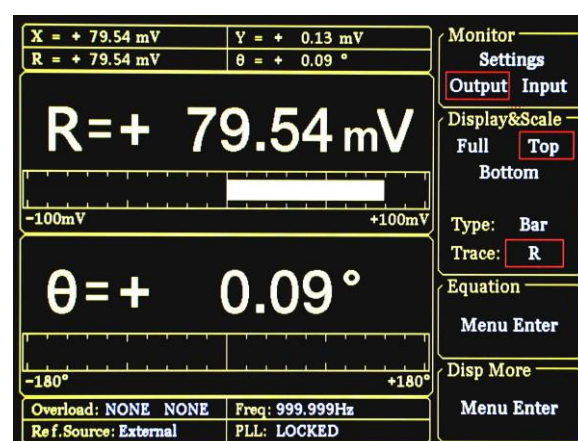 X = + 79.54 mV
Y = + 0.13 mV
R = + 79.54 mV
θ = + 0.09 °
R=+ 79.54 mV
-100mV +100mV
θ=+ 0.09 °
-180° +180°
Overload: NONE NONE
Freq: 999.999Hz
Ref.Source: External
PLL: LOCKED
Monitor
Settings
Output Input
Display&Scale
Full Top
Bottom
Type: Bar
Trace: R
Equation
Menu Enter
Disp More
Menu Enter